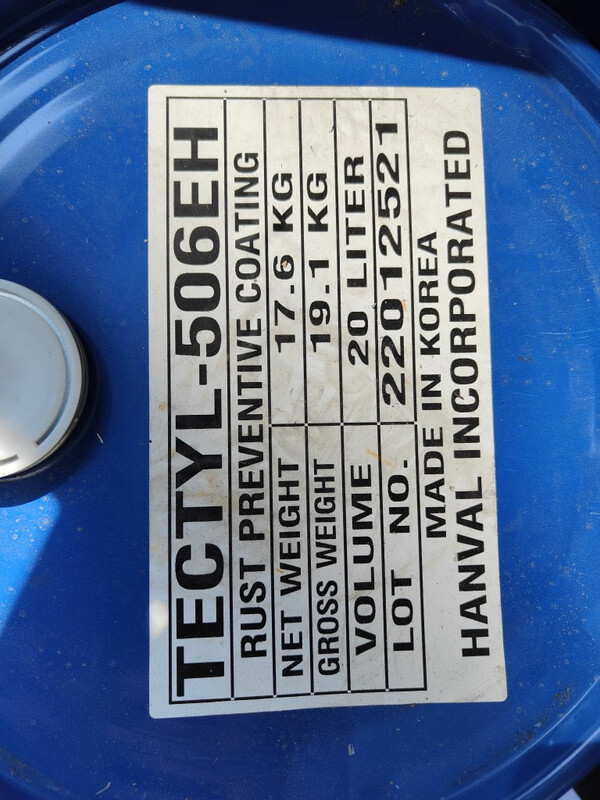 TECTYL-506EH
RUST PREVENTIVE COATING
NET WEIGHT 17.6 KG
GROSS WEIGHT 19.1 KG
VOLUME 20 LITER
LOT NO. 22012521
MADE IN KOREA
HANVAL INCORPORATED